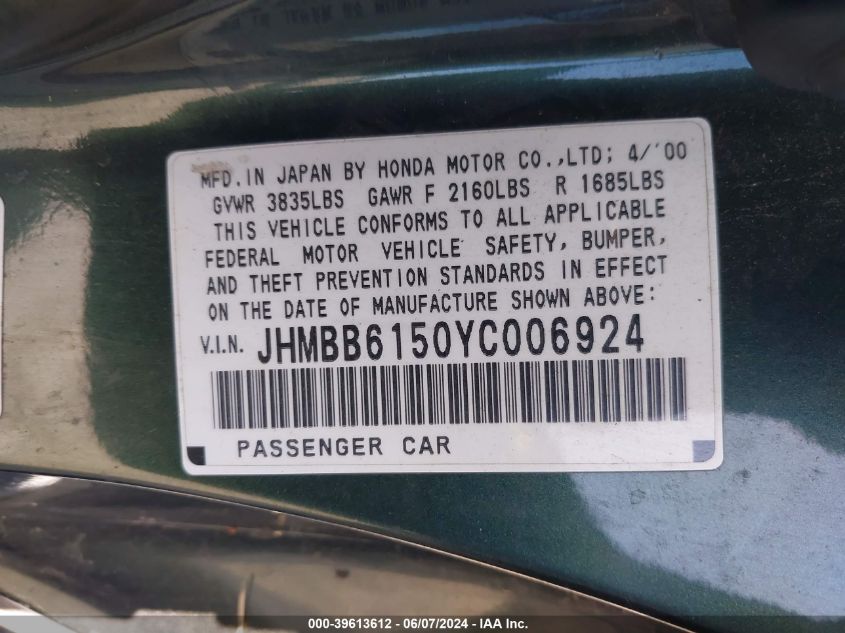 MFD.IN JAPAN BY HONDA MOTOR CO.,LTD; 4/'00
GVWR 3835LBS GAWR F 2160LBS R 1685LBS
THIS VEHICLE CONFORMS TO ALL APPLICABLE
FEDERAL MOTOR VEHICLE SAFETY, BUMPER,
AND THEFT PREVENTION STANDARDS IN EFFECT
ON THE DATE OF MANUFACTURE SHOWN ABOVE:
V.I.N. JHMBB6150YC006924
PASSENGER CAR
000-39613612 - 06/07/2024 - IAA Inc.